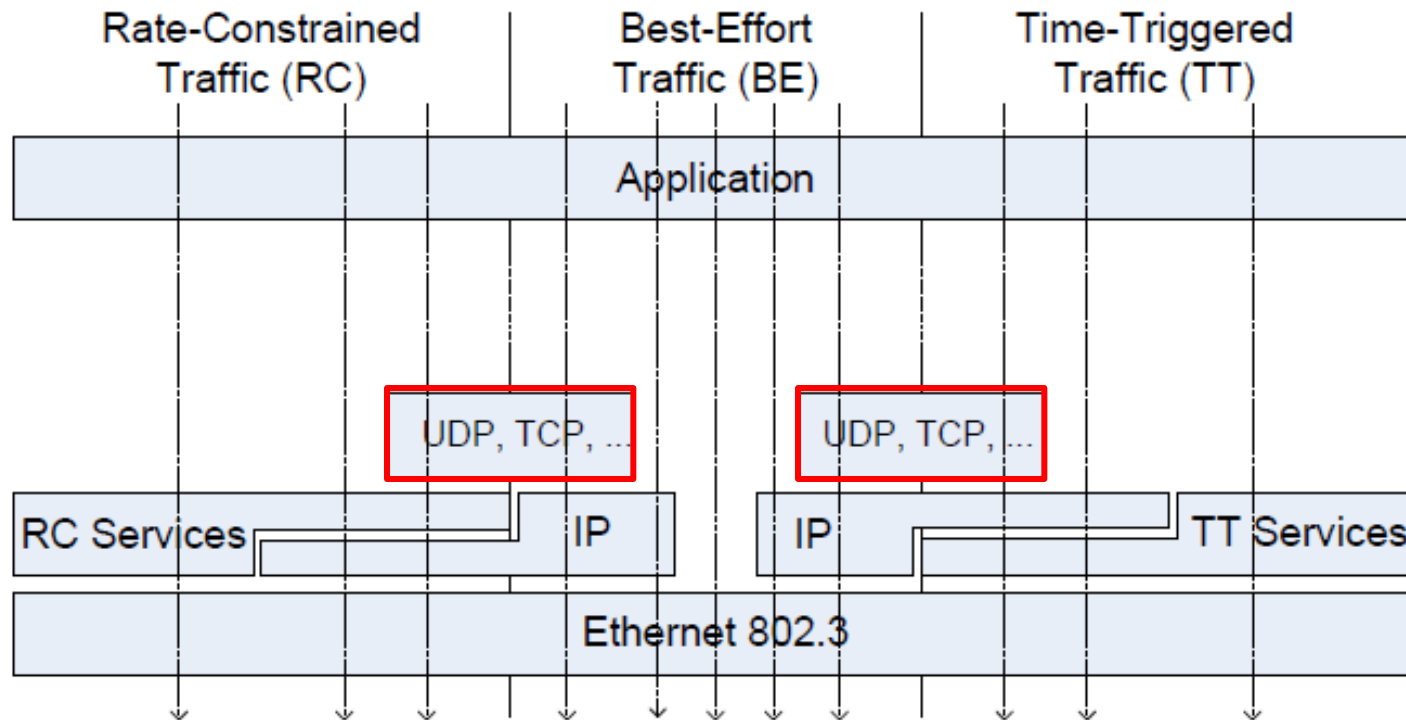 Rate-Constrained
Traffic (RC)
Best-Effort
Traffic (BE)
Time-Triggered
Traffic (TT)
Application
UDP, TCP, ...
UDP, TCP, ...
RC Services
IP
IP
TT Services
Ethernet 802.3